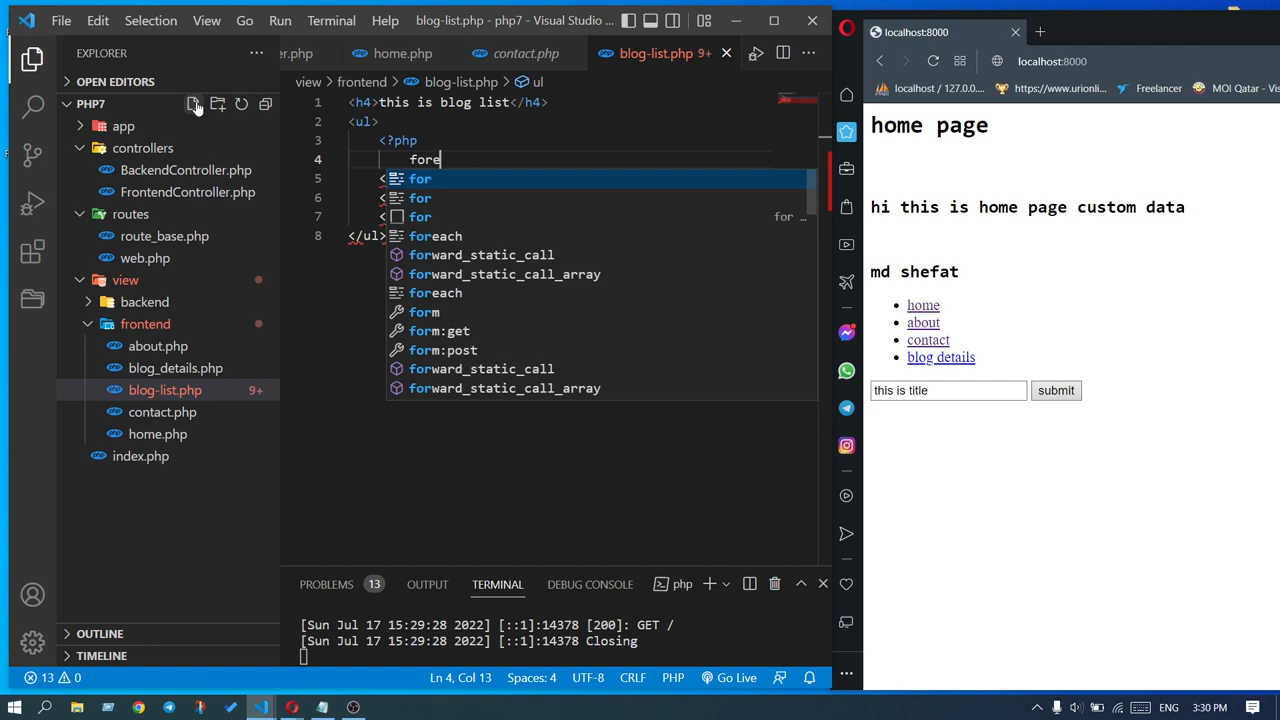 File Edit Selection View Go Run Terminal Help blog-list.php - php7 - Visual Studio ...
EXPLORER
OPEN EDITORS
PHP7
app
controllers
BackendController.php
FrontendController.php
routes
route_base.php
web.php
view
backend
frontend
about.php
blog_details.php
blog-list.php 9+
contact.php
home.php
index.php
OUTLINE
TIMELINE
er.php home.php contact.php blog-list.php 9+
view frontend blog-list.php ul
1 <h4>this is blog list</h4>
2 <ul>
3 <?php
4 fore
5 <
6 <
7 <
8 </ul>
for
for
for for ...
foreach
forward_static_call
forward_static_call_array
foreach
form
form:get
form:post
forward_static_call
forward_static_call_array
PROBLEMS 13 OUTPUT TERMINAL DEBUG CONSOLE php
[Sun Jul 17 15:29:28 2022] [::1]:14378 [200]: GET /
[Sun Jul 17 15:29:28 2022] [::1]:14378 Closing
13 0 Ln 4, Col 13 Spaces: 4 UTF-8 CRLF PHP Go Live
localhost:8000
localhost:8000
localhost / 127.0.0.... https://www.urionli... Freelancer MOI Qatar - Vi
home page
hi this is home page custom data
md shefat
home
about
contact
blog details
this is title submit
ENG 3:30 PM